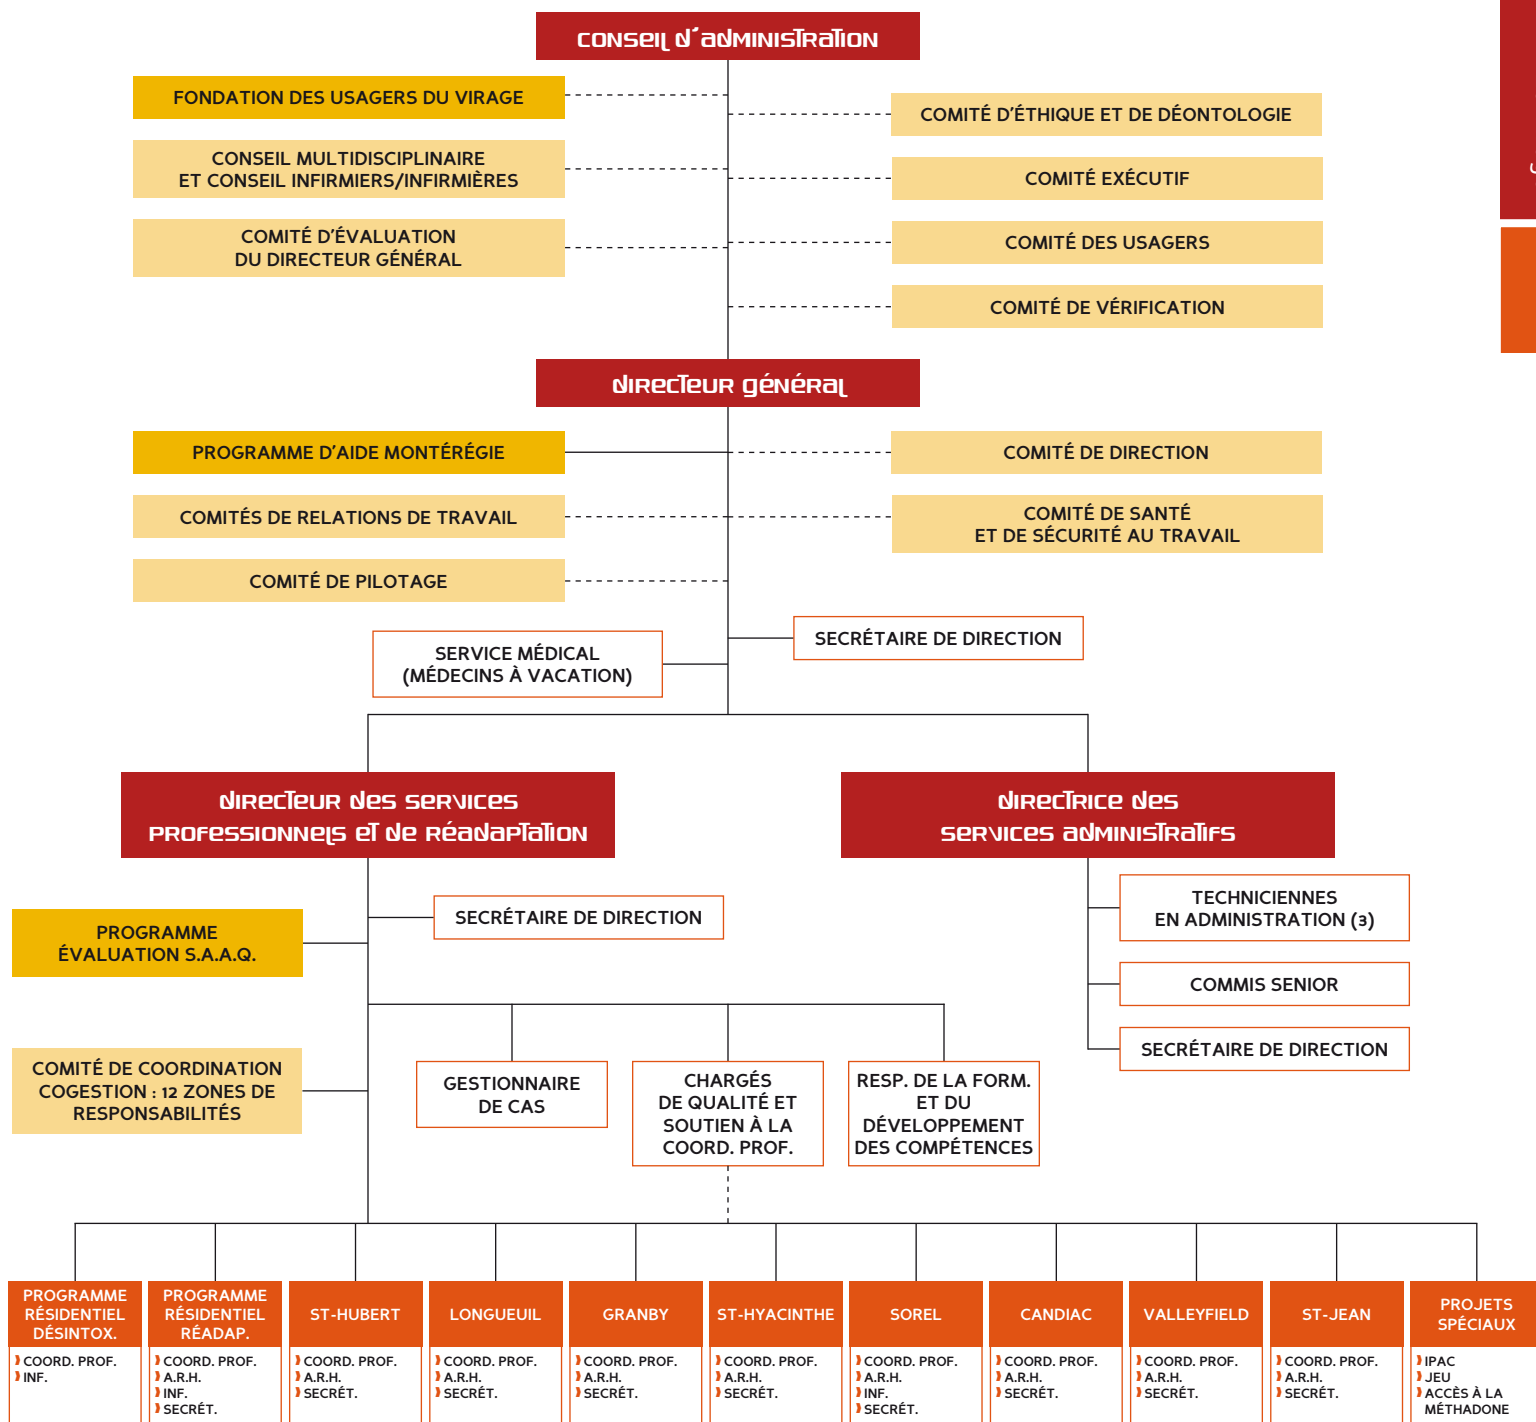 CONSEIL D'ADMINISTRATION
FONDATION DES USAGERS DU VIRAGE
COMITÉ D'ÉTHIQUE ET DE DÉONTOLOGIE
CONSEIL MULTIDISCIPLINAIRE
ET CONSEIL INFIRMIERS/INFIRMIÈRES
COMITÉ EXÉCUTIF
COMITÉ D'ÉVALUATION
DU DIRECTEUR GÉNÉRAL
COMITÉ DES USAGERS
COMITÉ DE VÉRIFICATION
DIRECTEUR GÉNÉRAL
PROGRAMME D'AIDE MONTÉRÉGIE
COMITÉ DE DIRECTION
COMITÉS DE RELATIONS DE TRAVAIL
COMITÉ DE SANTÉ
ET DE SÉCURITÉ AU TRAVAIL
COMITÉ DE PILOTAGE
SECRÉTAIRE DE DIRECTION
SERVICE MÉDICAL
(MÉDECINS À VACATION)
DIRECTEUR DES SERVICES
PROFESSIONNELS ET DE RÉADAPTATION
DIRECTRICE DES
SERVICES ADMINISTRATIFS
SECRÉTAIRE DE DIRECTION
PROGRAMME
ÉVALUATION S.A.A.Q.
TECHNICIENNES
EN ADMINISTRATION (3)
COMMIS SENIOR
SECRÉTAIRE DE DIRECTION
COMITÉ DE COORDINATION
COGESTION : 12 ZONES DE
RESPONSABILITÉS
GESTIONNAIRE
DE CAS
CHARGÉS
DE QUALITÉ ET
SOUTIEN À LA
COORD. PROF.
RESP. DE LA FORM.
ET DU
DÉVELOPPEMENT
DES COMPÉTENCES
PROGRAMME
RÉSIDENTIEL
DÉSINTOX.
COORD. PROF.
INF.
PROGRAMME
RÉSIDENTIEL
RÉADAP.
COORD. PROF.
A.R.H.
INF.
SECRÉT.
ST-HUBERT
COORD. PROF.
A.R.H.
SECRÉT.
LONGUEUIL
COORD. PROF.
A.R.H.
SECRÉT.
GRANBY
COORD. PROF.
A.R.H.
SECRÉT.
ST-HYACINTHE
COORD. PROF.
A.R.H.
SECRÉT.
SOREL
COORD. PROF.
A.R.H.
INF.
SECRÉT.
CANDIAC
COORD. PROF.
A.R.H.
SECRÉT.
VALLEYFIELD
COORD. PROF.
A.R.H.
SECRÉT.
ST-JEAN
COORD. PROF.
A.R.H.
SECRÉT.
PROJETS
SPÉCIAUX
IPAC
JEU
ACCÈS À LA
MÉTHADONE